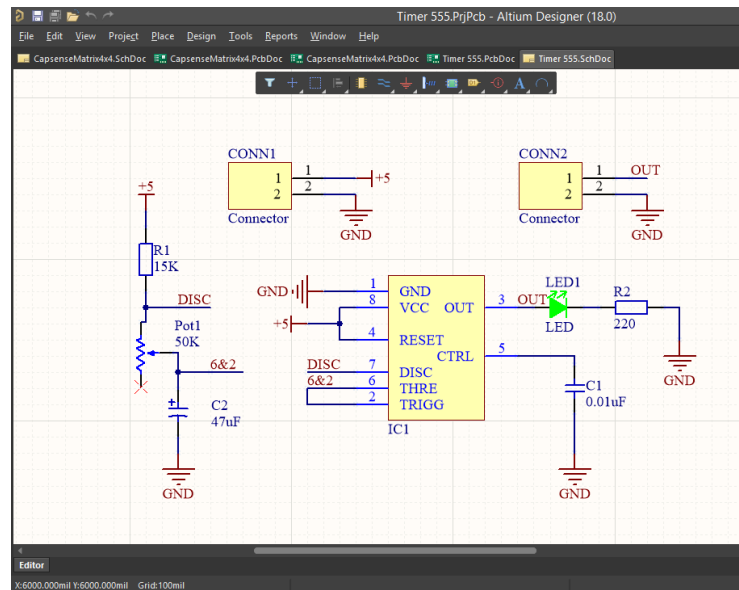 Timer 555.PrjPcb - Altium Designer (18.0)
File Edit View Project Place Design Tools Reports Window Help
CapsenseMatrix4x4.SchDoc CapsenseMatrix4x4.PcbDoc CapsenseMatrix4x4.PcbDoc Timer 555.PcbDoc Timer 555.SchDoc
CONN1
1 1
2 2
Connector
+5
GND
CONN2
1 1
2 2
Connector
OUT
GND
+5
R1
15K
DISC
Pot1
50K
6&2
C2
47uF
GND
GND 1 GND
8 VCC OUT 3 OUT
+5
4 RESET
CTRL 5
DISC 7 DISC
6&2 6 THRE
2 TRIGG
IC1
LED1
LED
R2
220
GND
C1
0.01uF
GND
Editor
X:6000.000mil Y:6000.000mil Grid:100mil